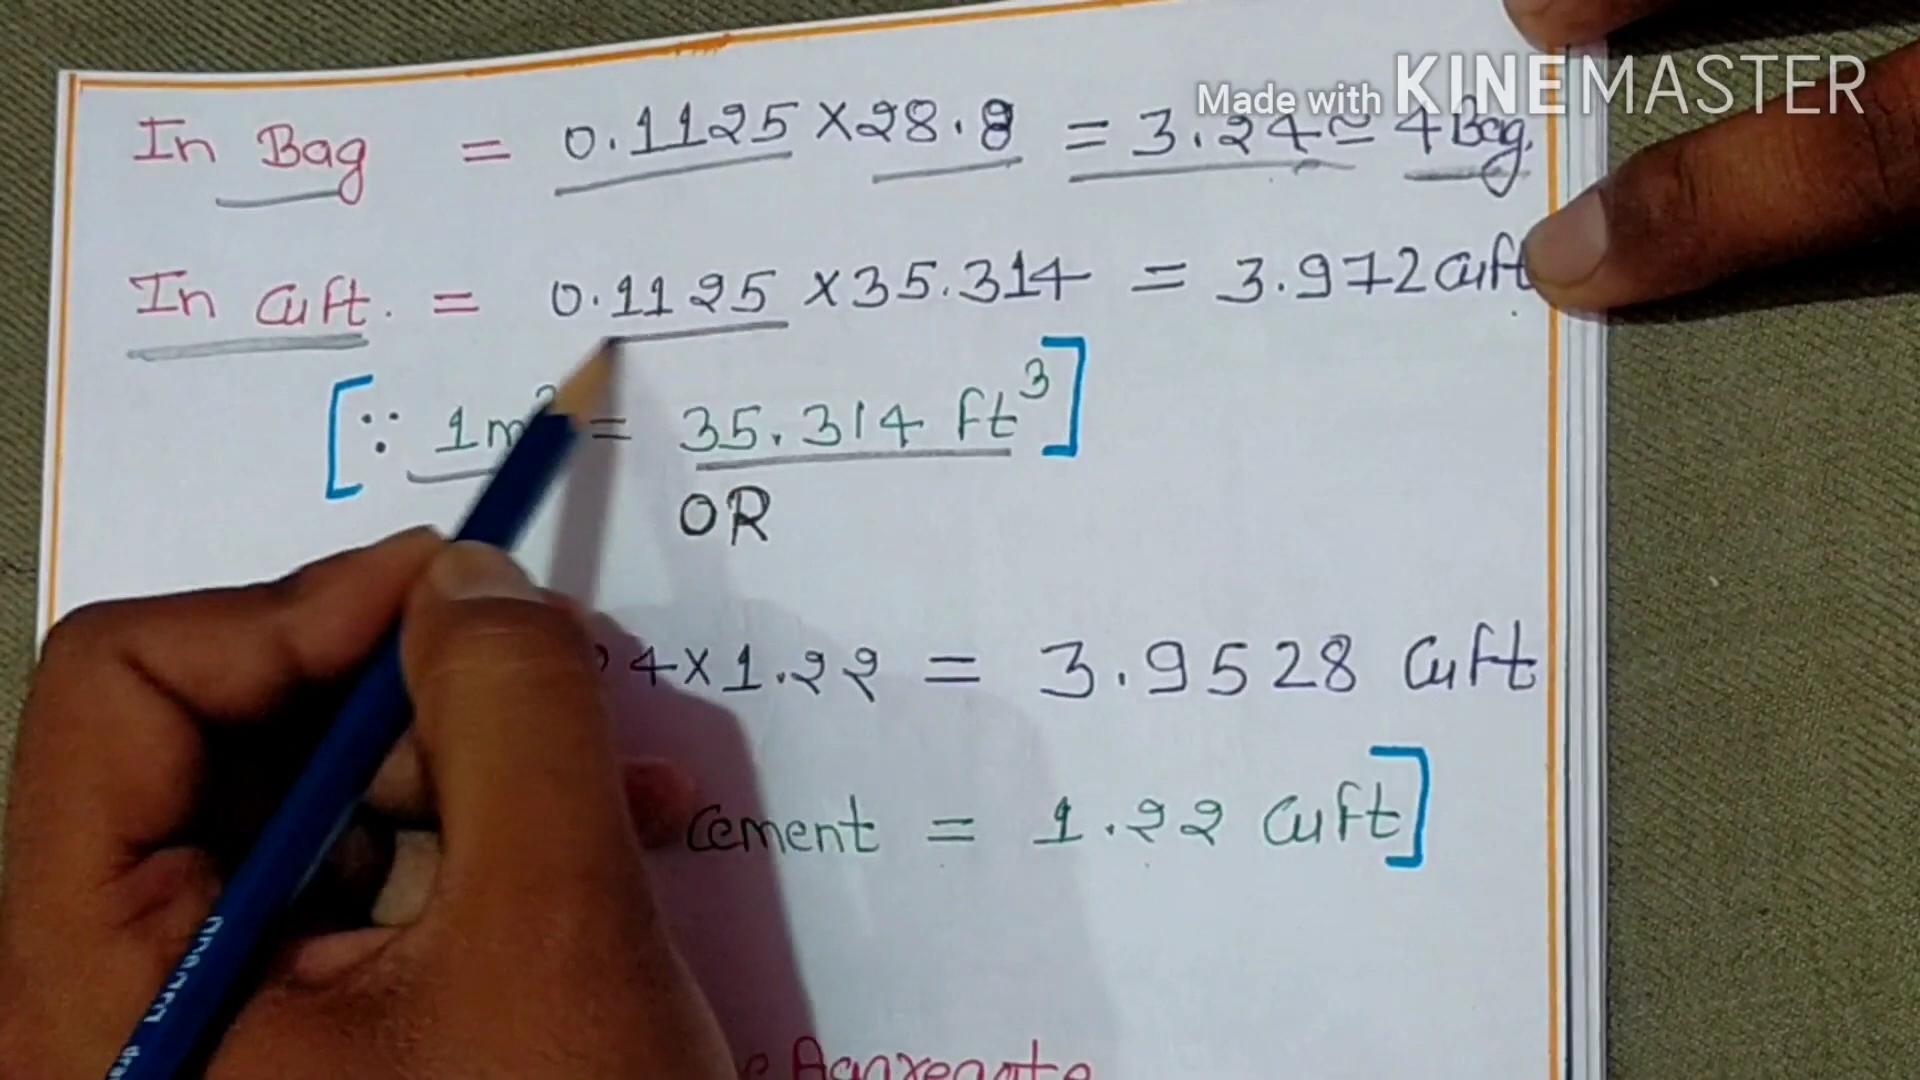 Made with KINEMASTER
In Bag = 0.1125 × 28.8 = 3.24 ≃ 4 Bag.
In Cuft. = 0.1125 × 35.314 = 3.972 Cuft
[∵ 1m = 35.314 ft³]
OR
4 × 1.22 = 3.9528 Cuft
Cement = 1.22 Cuft]
Aggregate